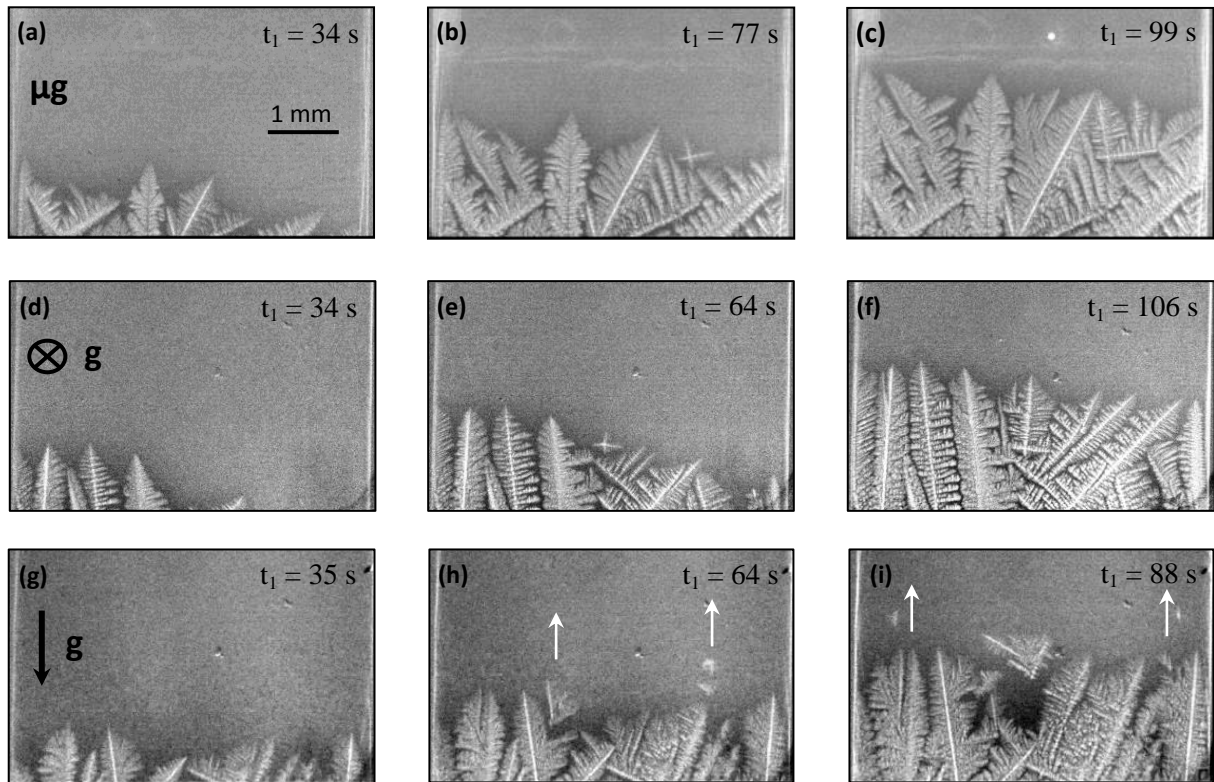 (a)
t₁ = 34 s
μg
1 mm
(b)
t₁ = 77 s
(c)
t₁ = 99 s
(d)
t₁ = 34 s
g
(e)
t₁ = 64 s
(f)
t₁ = 106 s
(g)
t₁ = 35 s
g
(h)
t₁ = 64 s
(i)
t₁ = 88 s